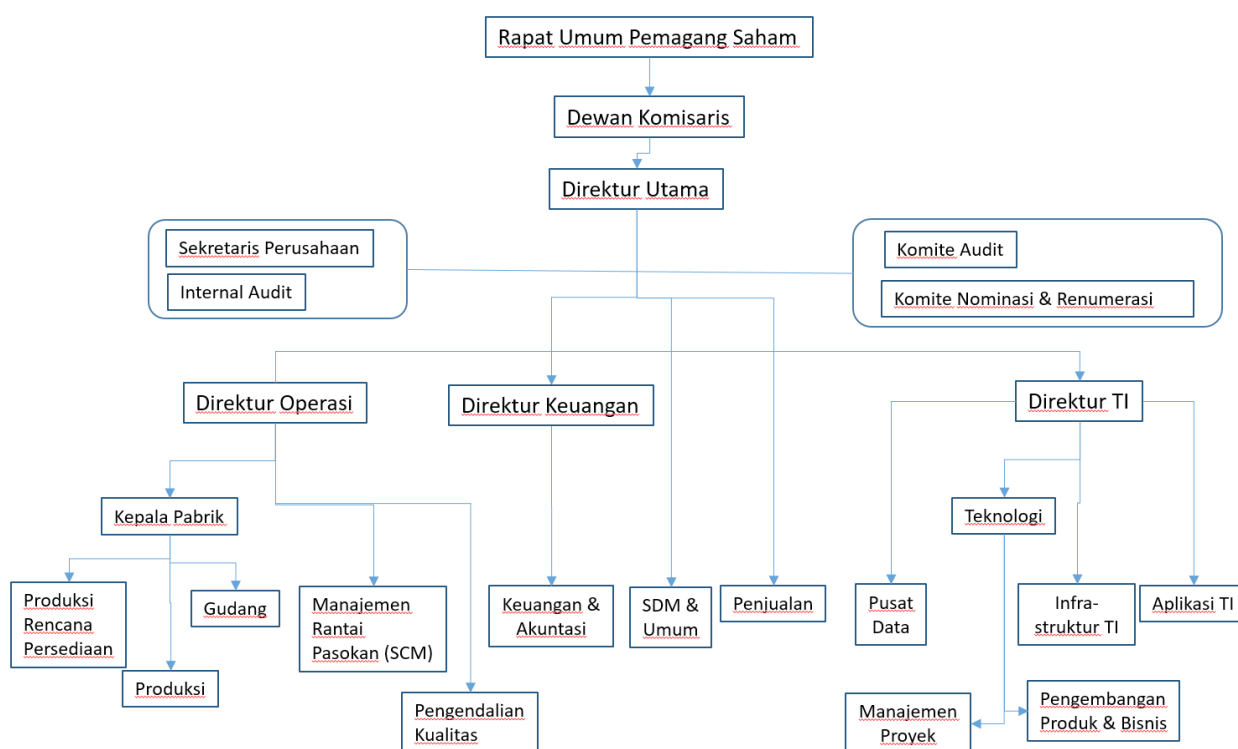 Rapat Umum Pemagang Saham
Dewan Komisaris
Direktur Utama
Sekretaris Perusahaan
Internal Audit
Komite Audit
Komite Nominasi & Renumerasi
Direktur Operasi
Direktur Keuangan
Direktur TI
Kepala Pabrik
Teknologi
Produksi
Rencana
Persediaan
Gudang
Produksi
Manajemen
Rantai
Pasokan (SCM)
Pengendalian
Kualitas
Keuangan &
Akuntasi
SDM &
Umum
Penjualan
Pusat
Data
Infra-
struktur TI
Aplikasi TI
Manajemen
Proyek
Pengembangan
Produk & Bisnis